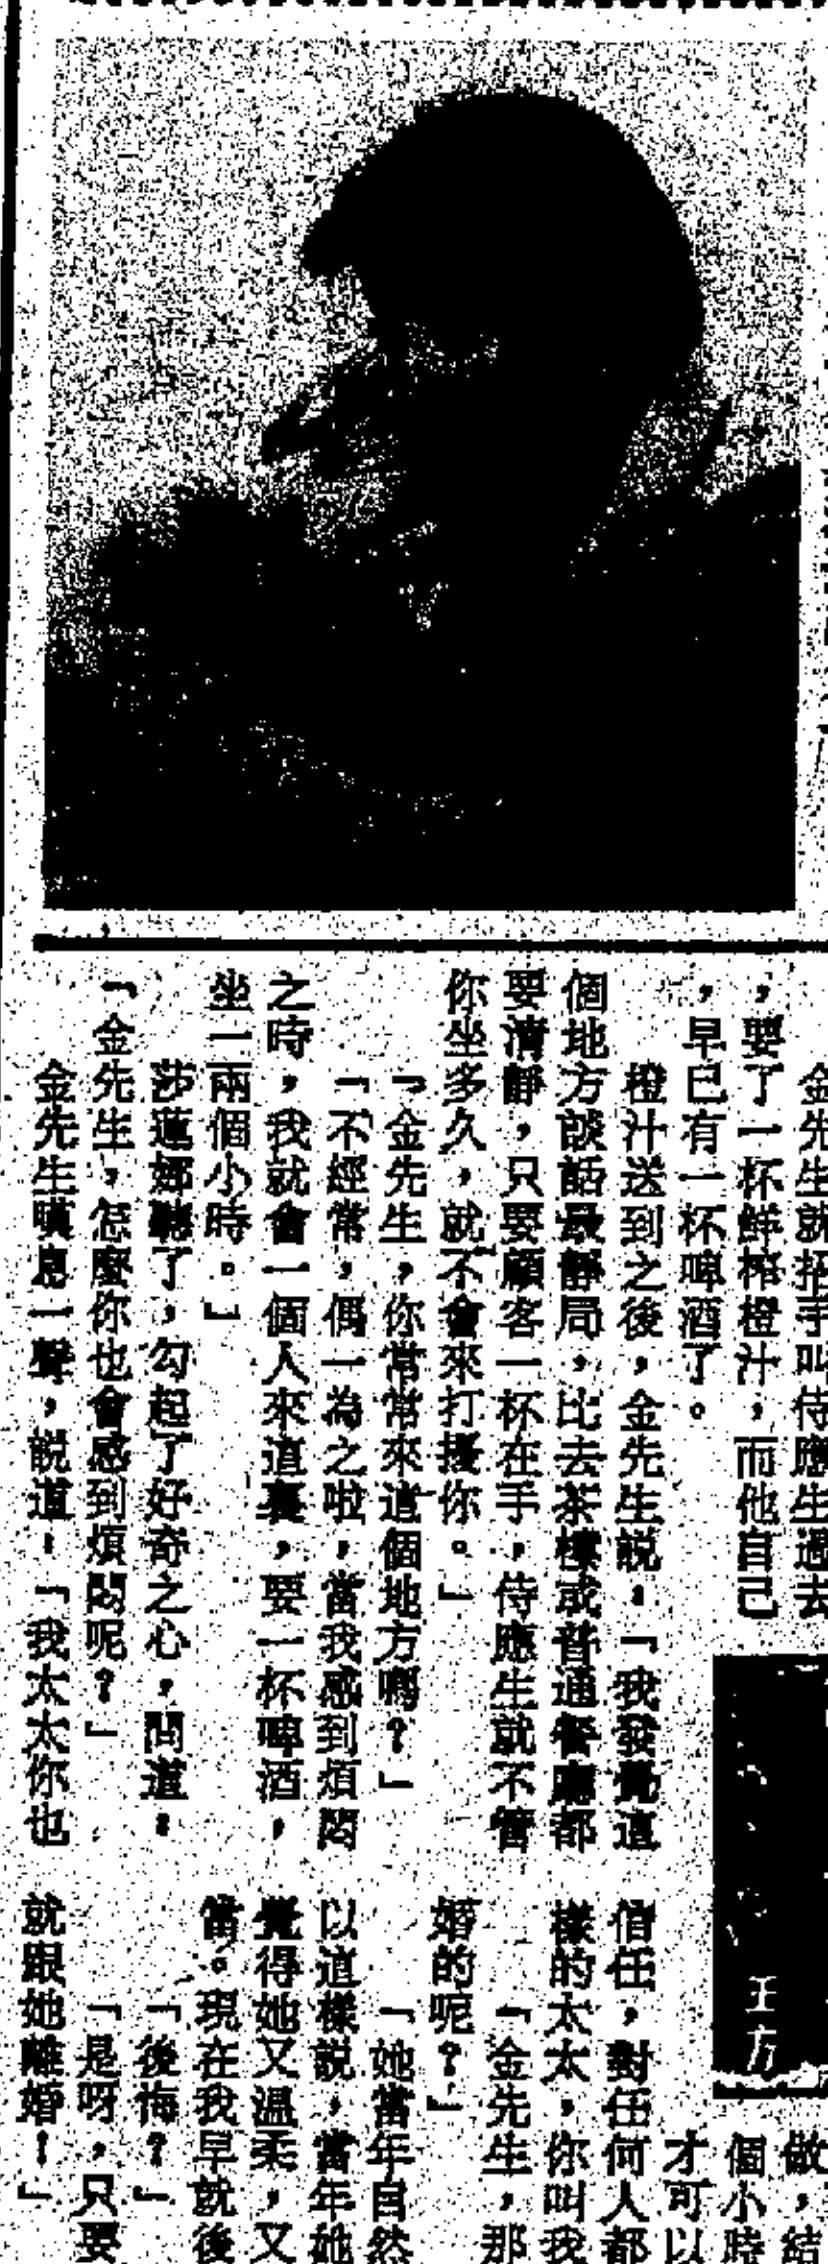 金先生就招手叫侍應生過去
，要了一杯鮮榨橙汁，而他自己
，早已有一杯啤酒了。
橙汁送到之後，金先生說：「我發覺這
個地方談話最靜局，比去茶樓或普通餐廳都
要清靜，只要顧客一杯在手，侍應生就不管
你坐多久，就不會來打擾你。」
「金先生，你常常來這個地方嗎？」
「不經常，偶一為之啦，當我感到煩悶
之時，我就會一個人來這裏，要一杯啤酒，
坐一兩個小時。」
莎蓮娜聽了，勾起了好奇之心，問道：
「金先生，怎麼你也會感到煩悶呢？」
金先生嘆息一聲，說道：「我太太你也
王方
做，結
個小時
才可以
信任，對任何人都
樣的太太，你叫我
「金先生，那
婚的呢？」
「她當年自然
以這樣說，當年她
覺得她又溫柔，又
當。現在我早就後
「後悔？」
「是呀，只要
就跟她離婚！」